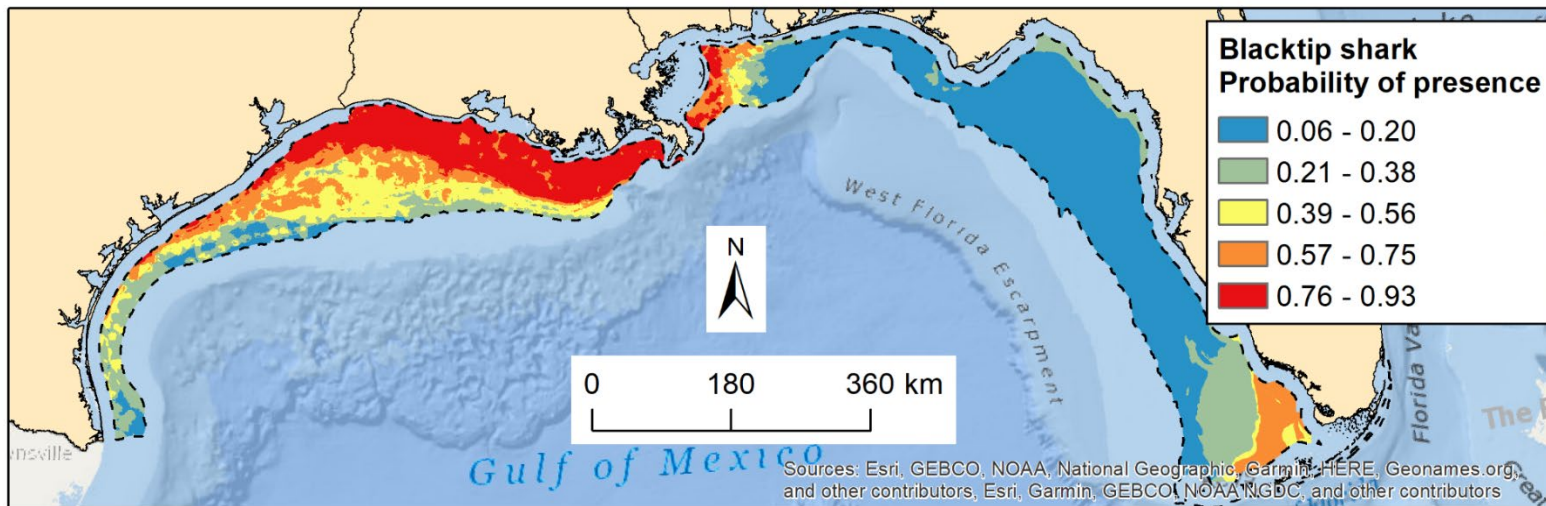 Blacktip shark
Probability of presence
0.06 - 0.20
0.21 - 0.38
0.39 - 0.56
0.57 - 0.75
0.76 - 0.93
West Florida Escarpment
N
0 180 360 km
Gulf of Mexico
Florida Va
The
nsville
Sources: Esri, GEBCO, NOAA, National Geographic, Garmin, HERE, Geonames.org,
and other contributors, Esri, Garmin, GEBCO, NOAA NGDC, and other contributors